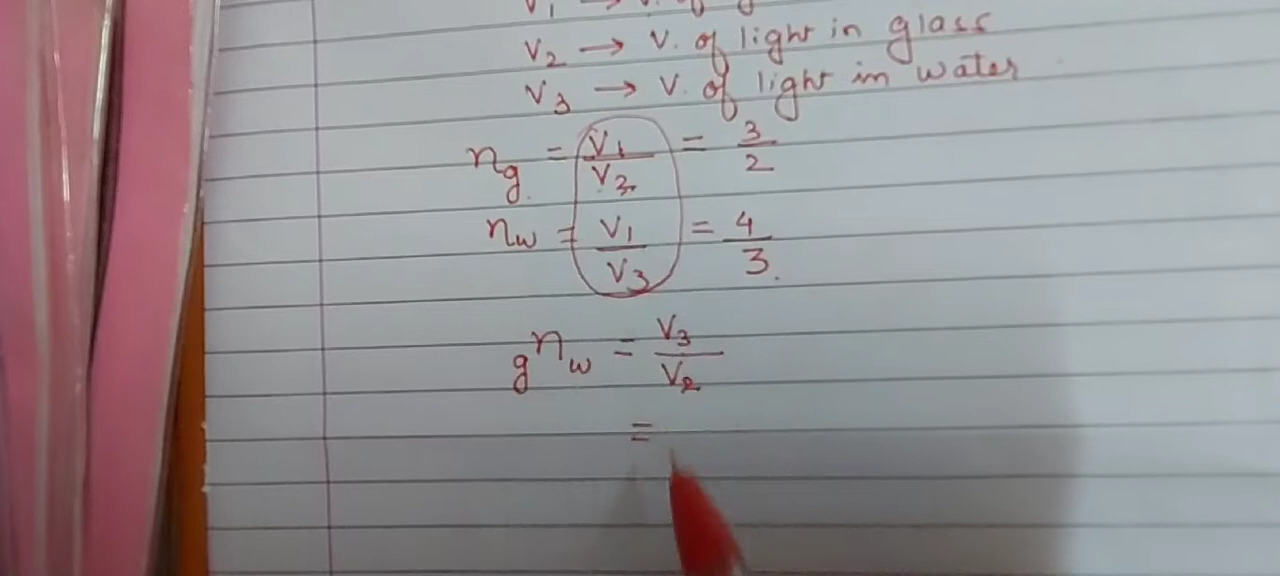 V₂ → V. of light in glass
V₃ → V. of light in water
n_g = V₁/V₂ = 3/2
n_w = V₁/V₃ = 4/3.
gn_w = V₃/V₂
=